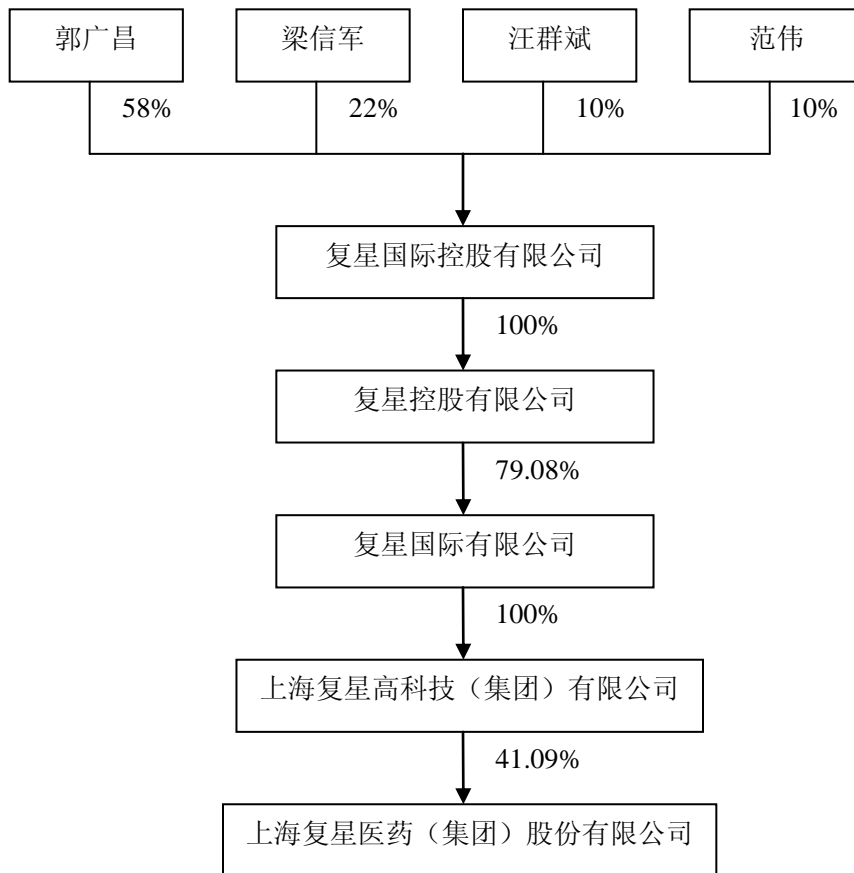 郭广昌
梁信军
汪群斌
范伟
58%
22%
10%
10%
复星国际控股有限公司
100%
复星控股有限公司
79.08%
复星国际有限公司
100%
上海复星高科技（集团）有限公司
41.09%
上海复星医药（集团）股份有限公司